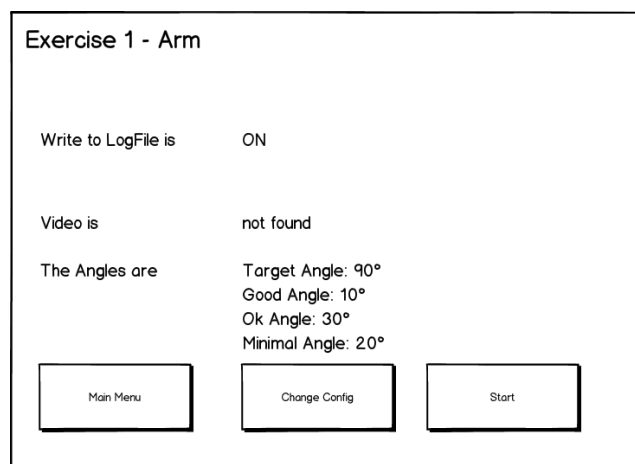 Exercise 1 - Arm
Write to LogFile is ON
Video is not found
The Angles are Target Angle: 90°
Good Angle: 10°
Ok Angle: 30°
Minimal Angle: 20°
Main Menu Change Config Start